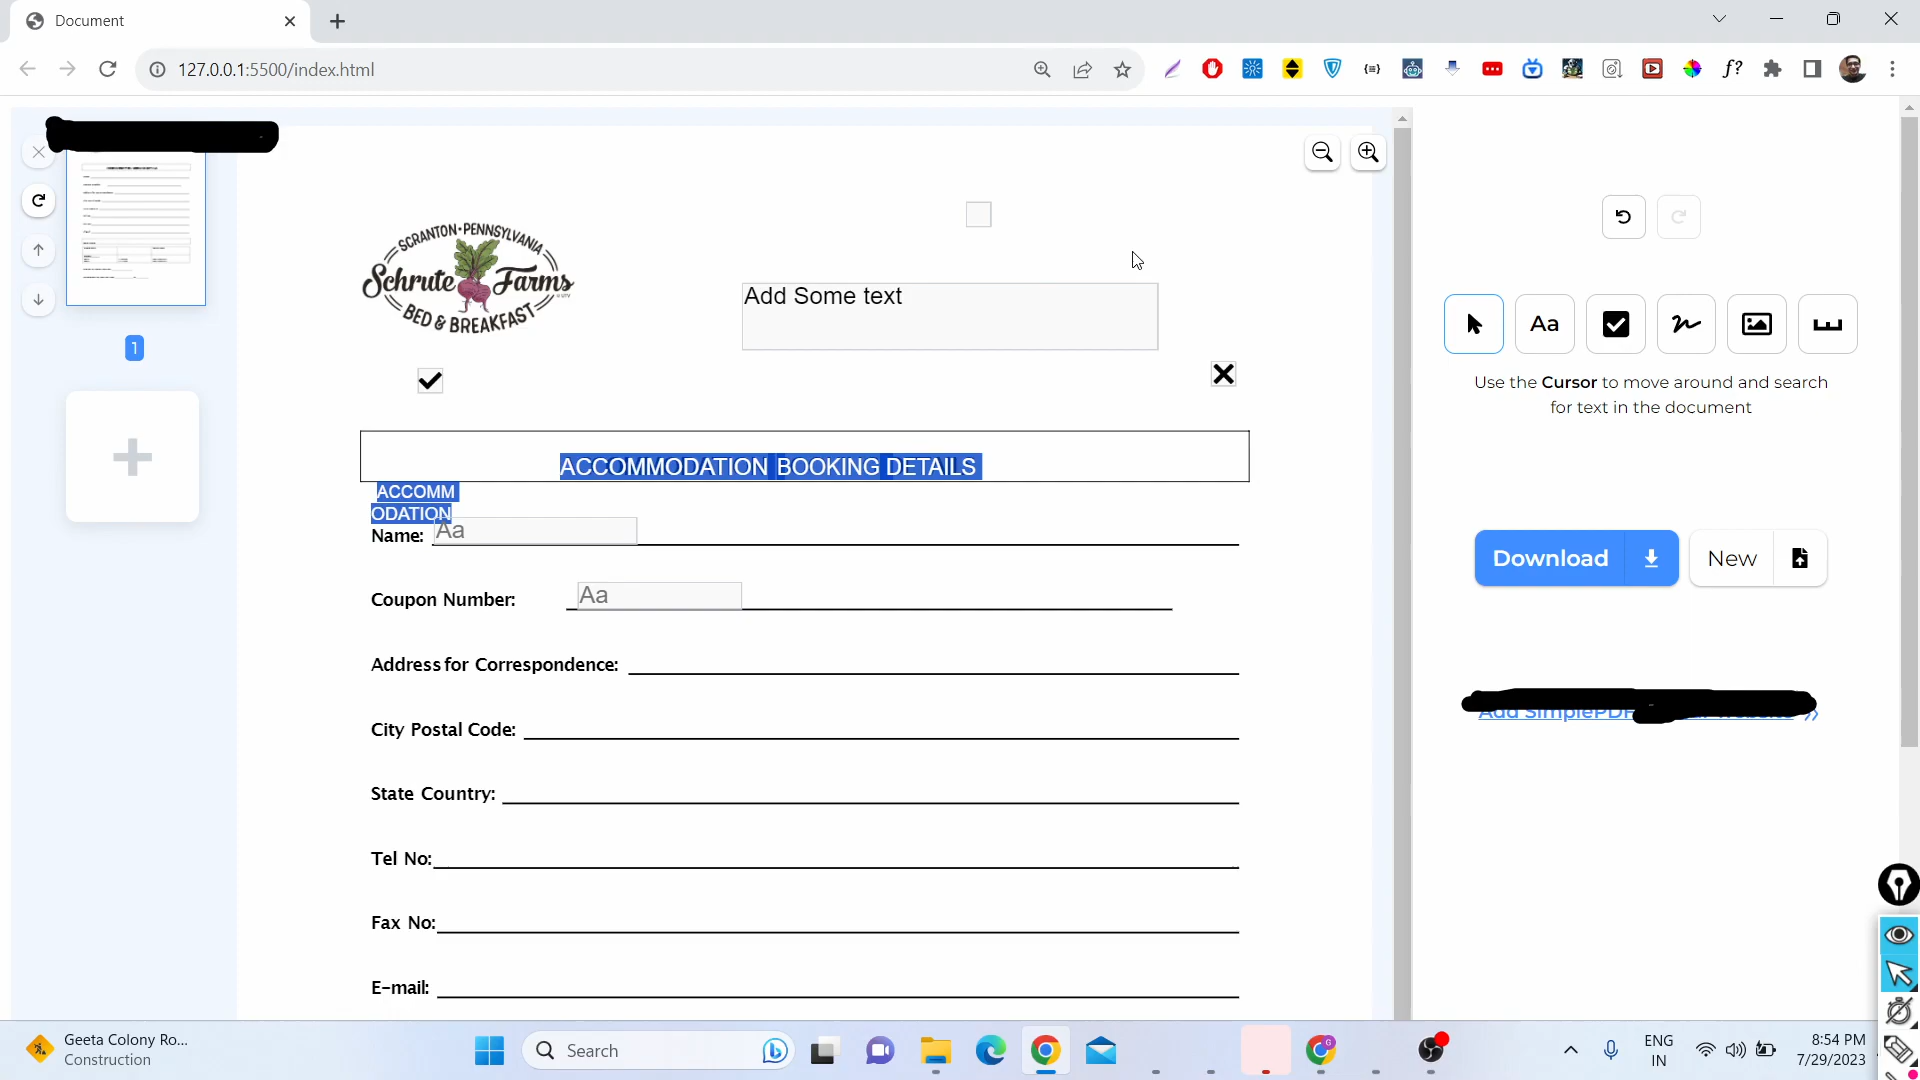 Document
127.0.0.1:5500/index.html
SCRANTON • PENNSYLVANIA
Schrute Farms
BED & BREAKFAST
Add Some text
ACCOMMODATION BOOKING DETAILS
ACCOMM
ODATION
Name: Aa
Coupon Number: Aa
Address for Correspondence:
City Postal Code:
State Country:
Tel No:
Fax No:
E-mail:
1
Aa
Use the Cursor to move around and search
for text in the document
Download
New
Add SimplePDF
Geeta Colony Ro...
Construction
Search
ENG
IN
8:54 PM
7/29/2023